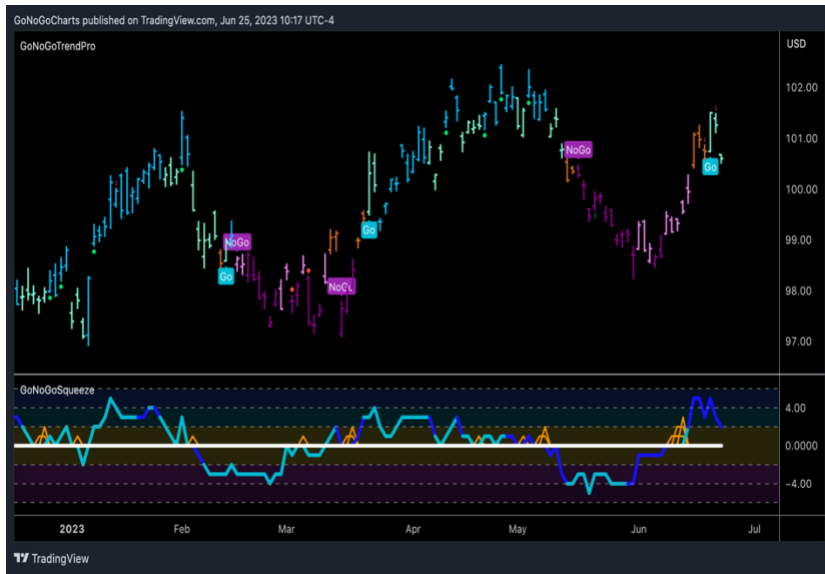 GoNoGoCharts published on TradingView.com, Jun 25, 2023 10:17 UTC-4
GoNoGoTrendPro
USD
102.00
101.00
NoGo
Go
100.00
Go
NoGo
99.00
Go
98.00
97.00
GoNoGoSqueeze
4.00
0.0000
−4.00
2023 Feb Mar Apr May Jun Jul
TradingView